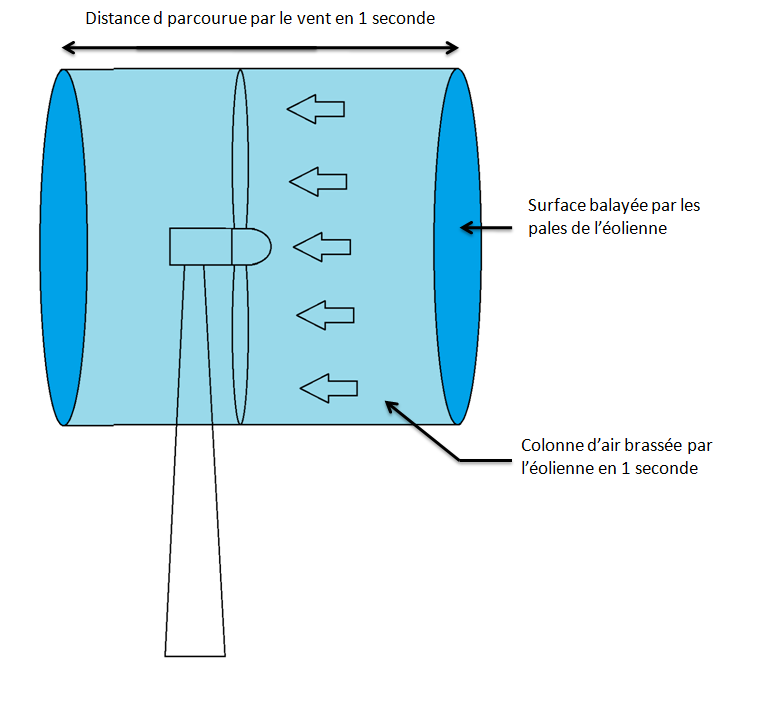 Distance d parcourue par le vent en 1 seconde
Surface balayée par les
pales de l’éolienne
Colonne d’air brassée par
l’éolienne en 1 seconde